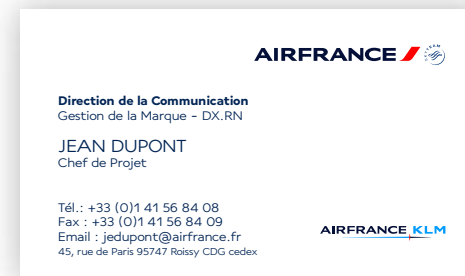 AIRFRANCE
Direction de la Communication
Gestion de la Marque - DX.RN
JEAN DUPONT
Chef de Projet
Tél.: +33 (0)1 41 56 84 08
Fax : +33 (0)1 41 56 84 09
Email : jedupont@airfrance.fr
45, rue de Paris 95747 Roissy CDG cedex
AIRFRANCE KLM